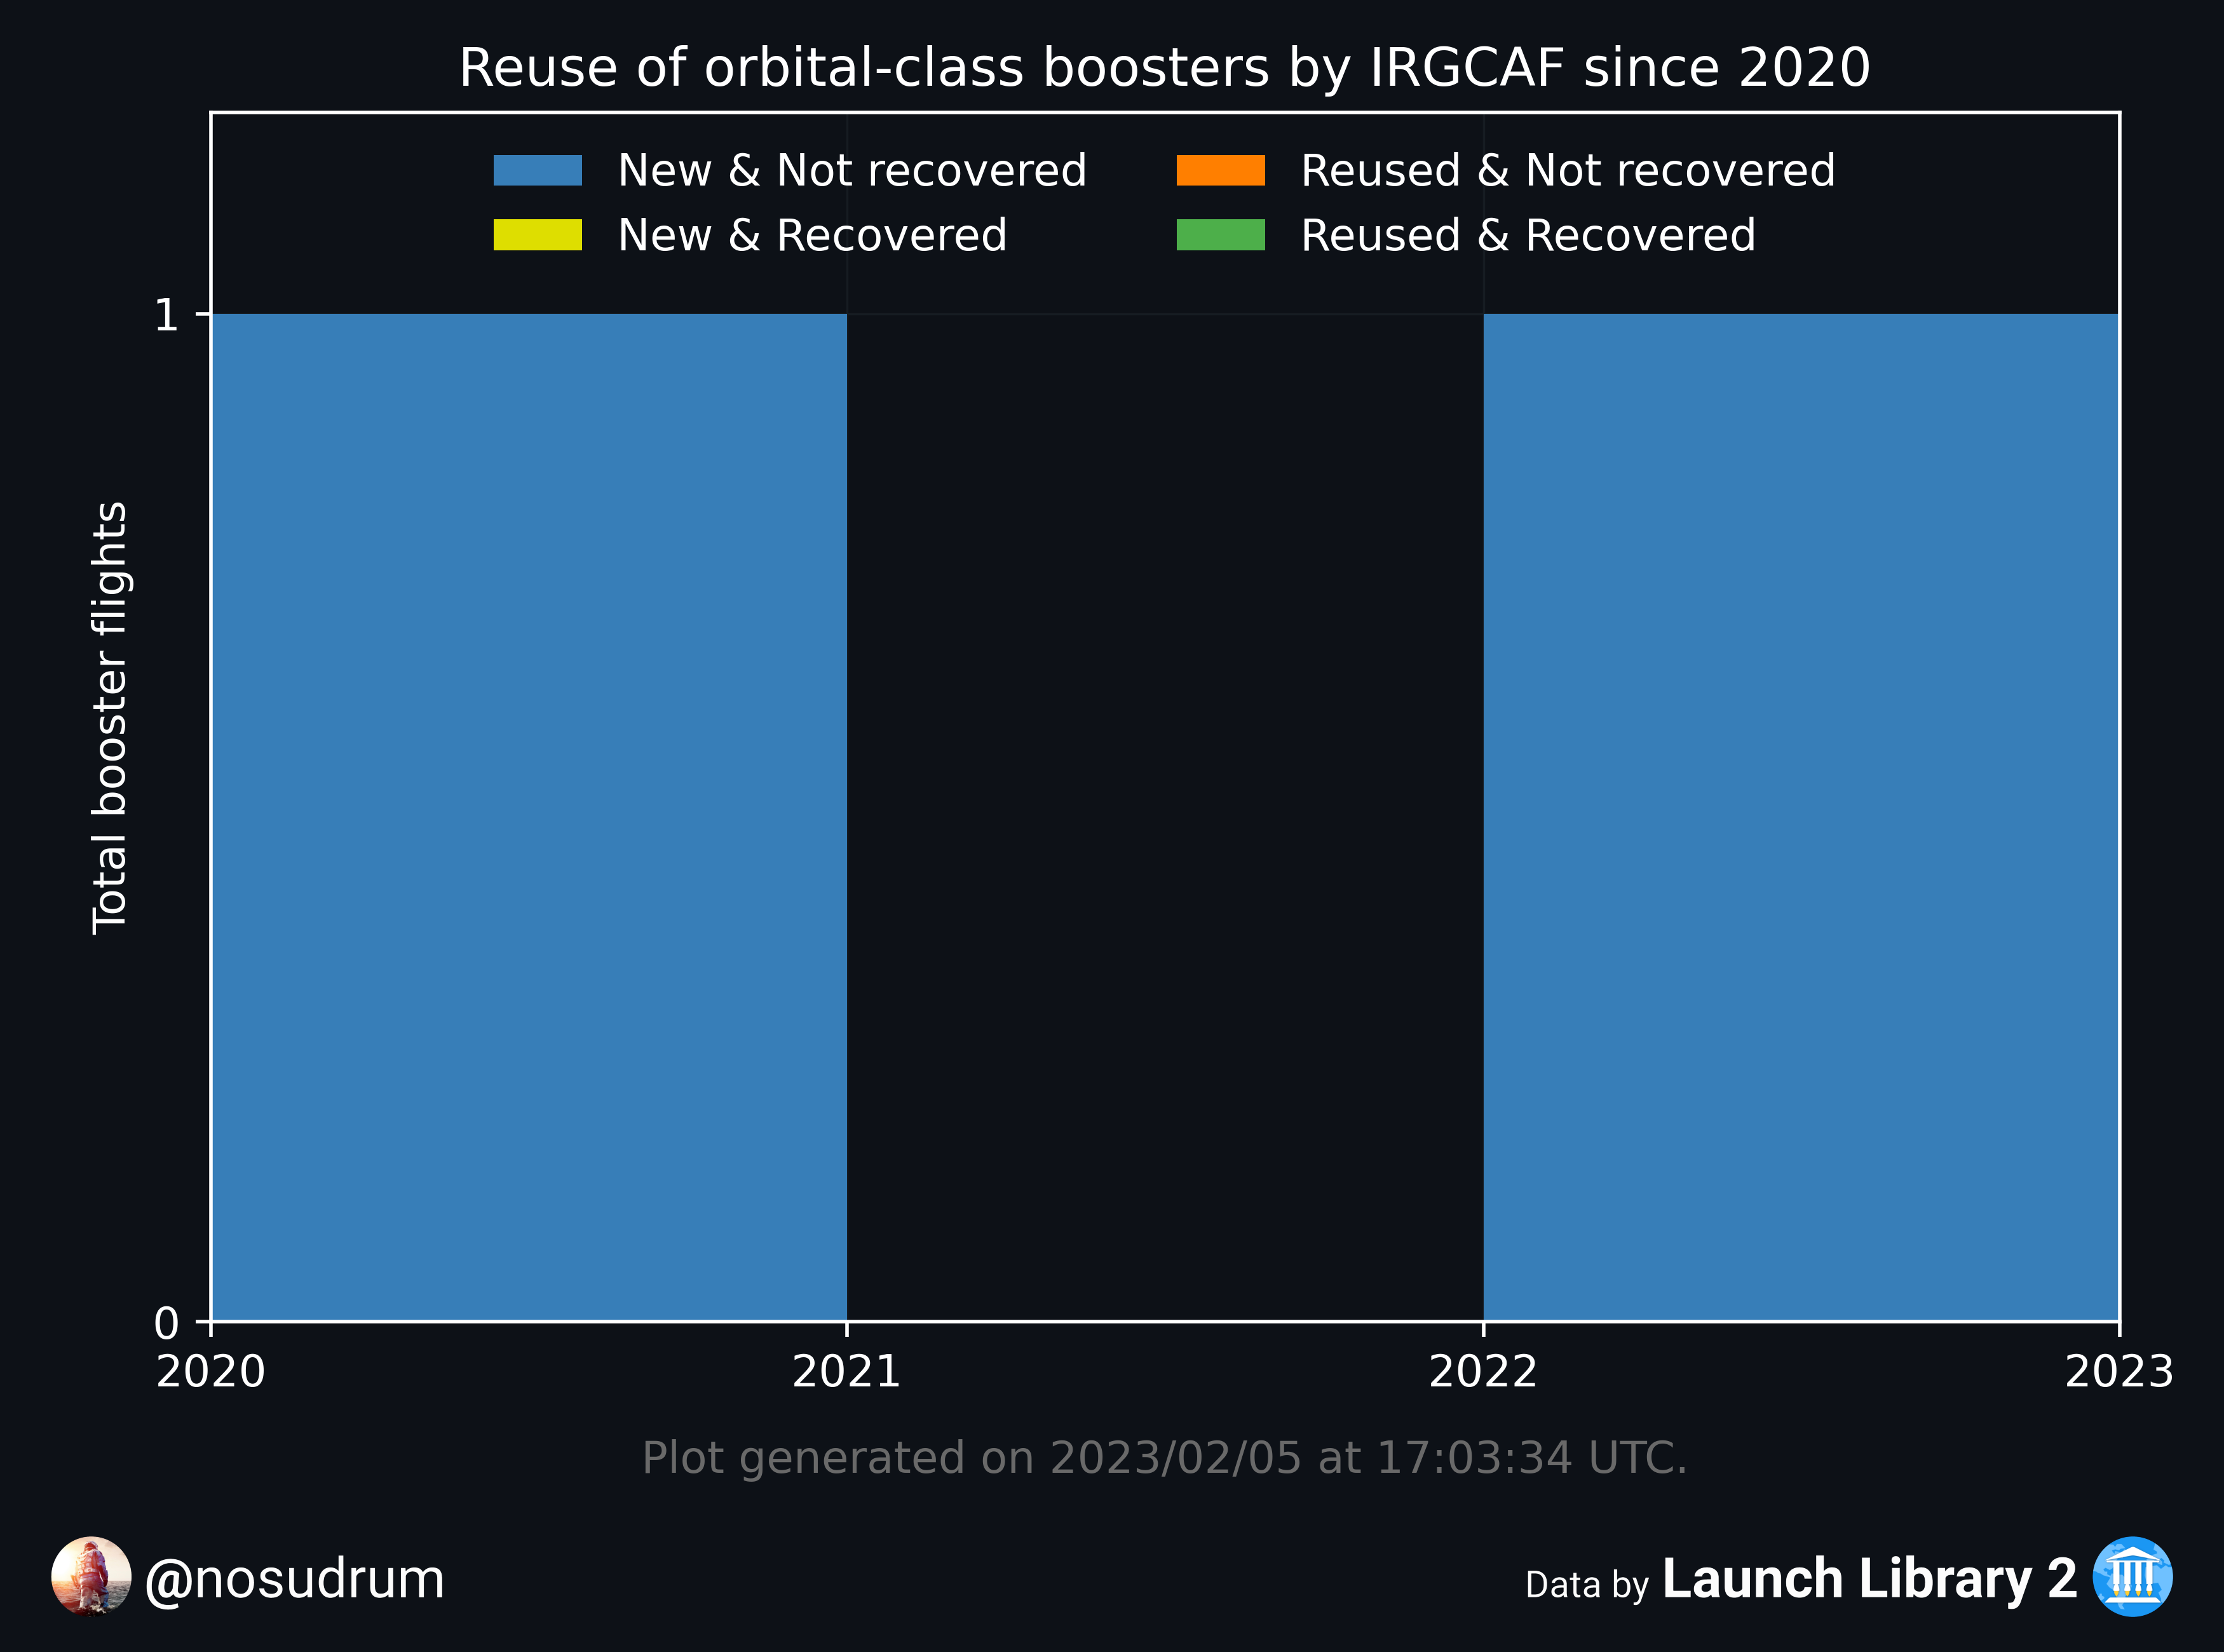 Reuse of orbital-class boosters by IRGCAF since 2020
New & Not recovered
New & Recovered
Reused & Not recovered
Reused & Recovered
Total booster flights
1
0
2020 2021 2022 2023
Plot generated on 2023/02/05 at 17:03:34 UTC.
@nosudrum
Data by Launch Library 2